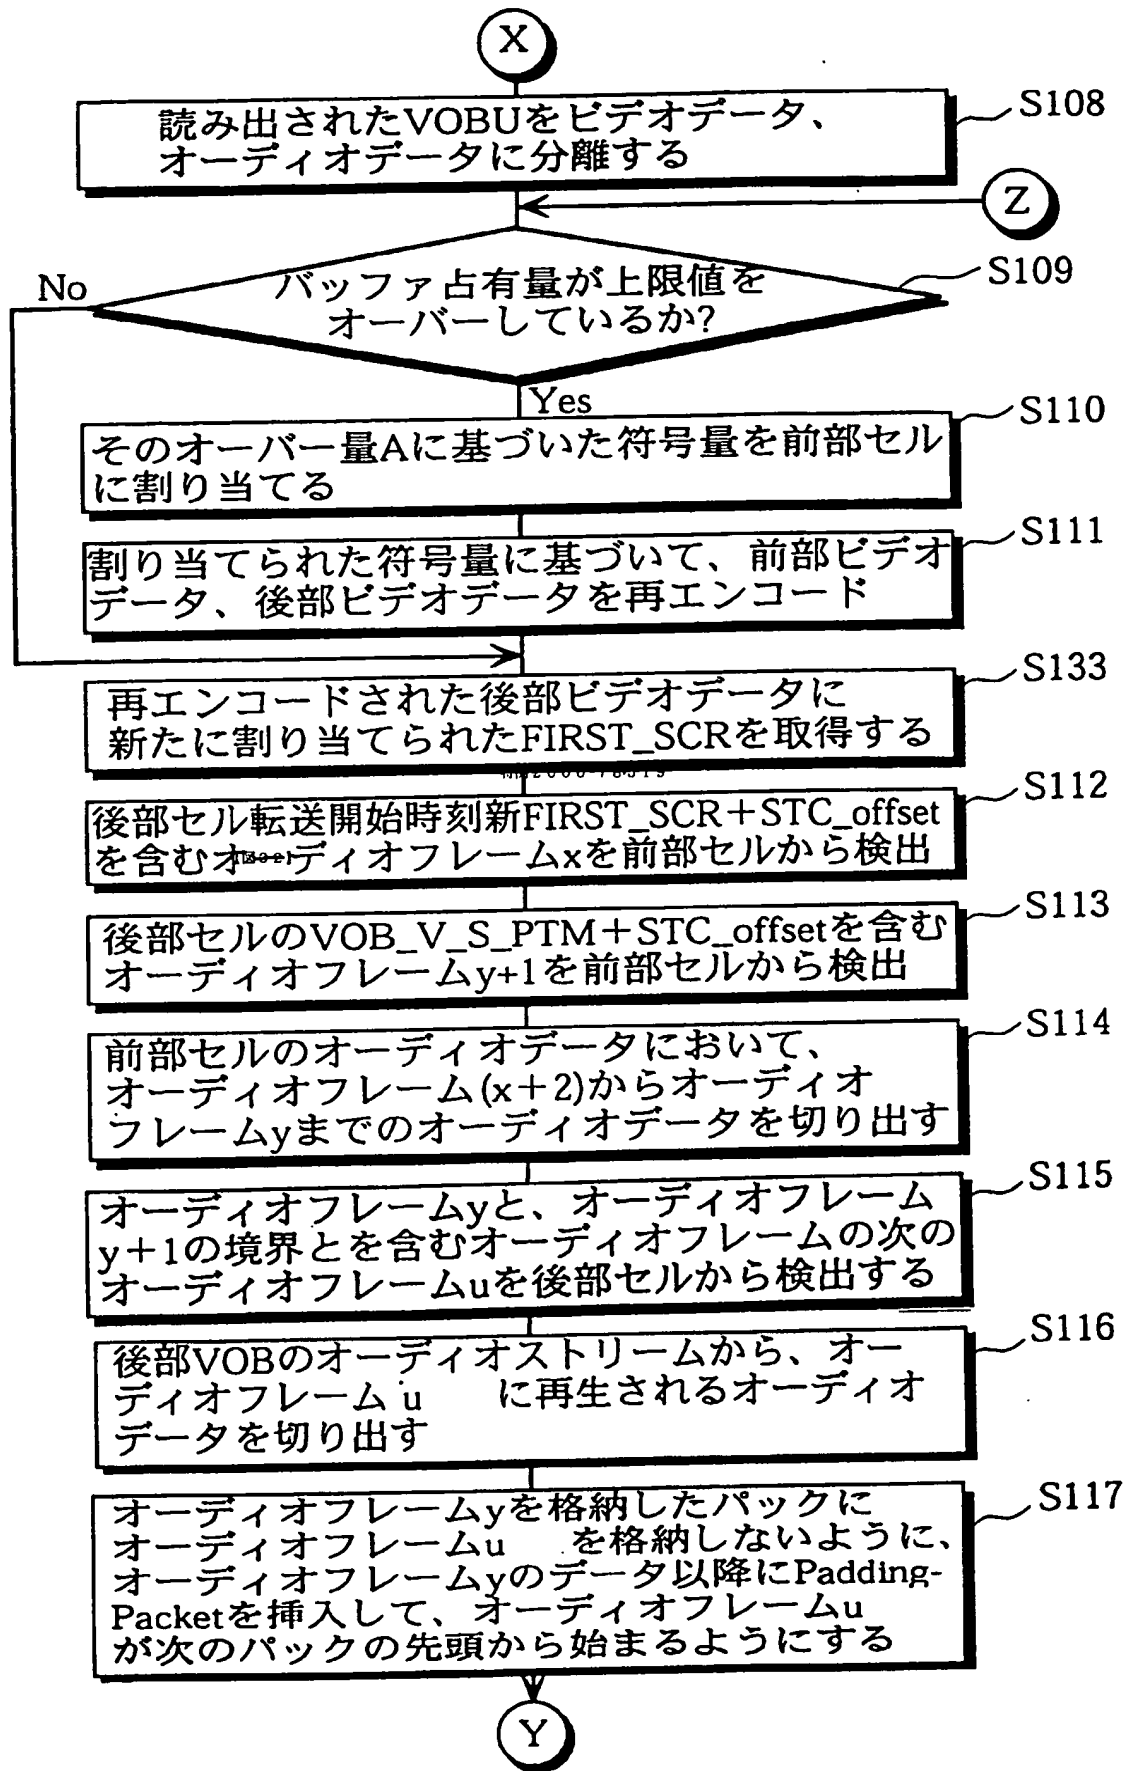 X
読み出されたVOBUをビデオデータ、
オーディオデータに分離する
S108
Z
バッファ占有量が上限値を
オーバーしているか?
S109
No
Yes
そのオーバー量Aに基づいた符号量を前部セル
に割り当てる
S110
割り当てられた符号量に基づいて、前部ビデオ
データ、後部ビデオデータを再エンコード
S111
再エンコードされた後部ビデオデータに
新たに割り当てられたFIRST_SCRを取得する
S133
後部セル転送開始時刻新FIRST_SCR+STC_offset
を含むオーディオフレームxを前部セルから検出
S112
後部セルのVOB_V_S_PTM+STC_offsetを含む
オーディオフレームy+1を前部セルから検出
S113
前部セルのオーディオデータにおいて、
オーディオフレーム(x+2)からオーディオ
フレームyまでのオーディオデータを切り出す
S114
オーディオフレームyと、オーディオフレーム
y+1の境界とを含むオーディオフレームの次の
オーディオフレームuを後部セルから検出する
S115
後部VOBのオーディオストリームから、オー
ディオフレーム u に再生されるオーディオ
データを切り出す
S116
オーディオフレームyを格納したパックに
オーディオフレームu を格納しないように、
オーディオフレームyのデータ以降にPadding-
Packetを挿入して、オーディオフレームu
が次のパックの先頭から始まるようにする
S117
Y